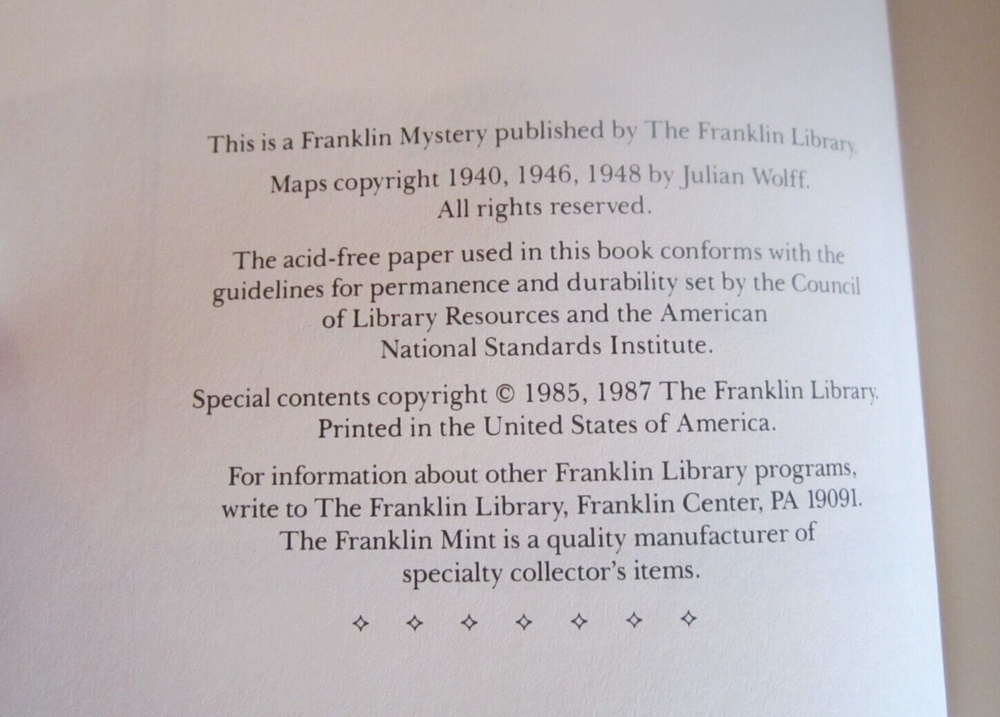 This is a Franklin Mystery published by The Franklin Library.
Maps copyright 1940, 1946, 1948 by Julian Wolff.
All rights reserved.
The acid-free paper used in this book conforms with the
guidelines for permanence and durability set by the Council
of Library Resources and the American
National Standards Institute.
Special contents copyright © 1985, 1987 The Franklin Library.
Printed in the United States of America.
For information about other Franklin Library programs,
write to The Franklin Library, Franklin Center, PA 19091.
The Franklin Mint is a quality manufacturer of
specialty collector's items.